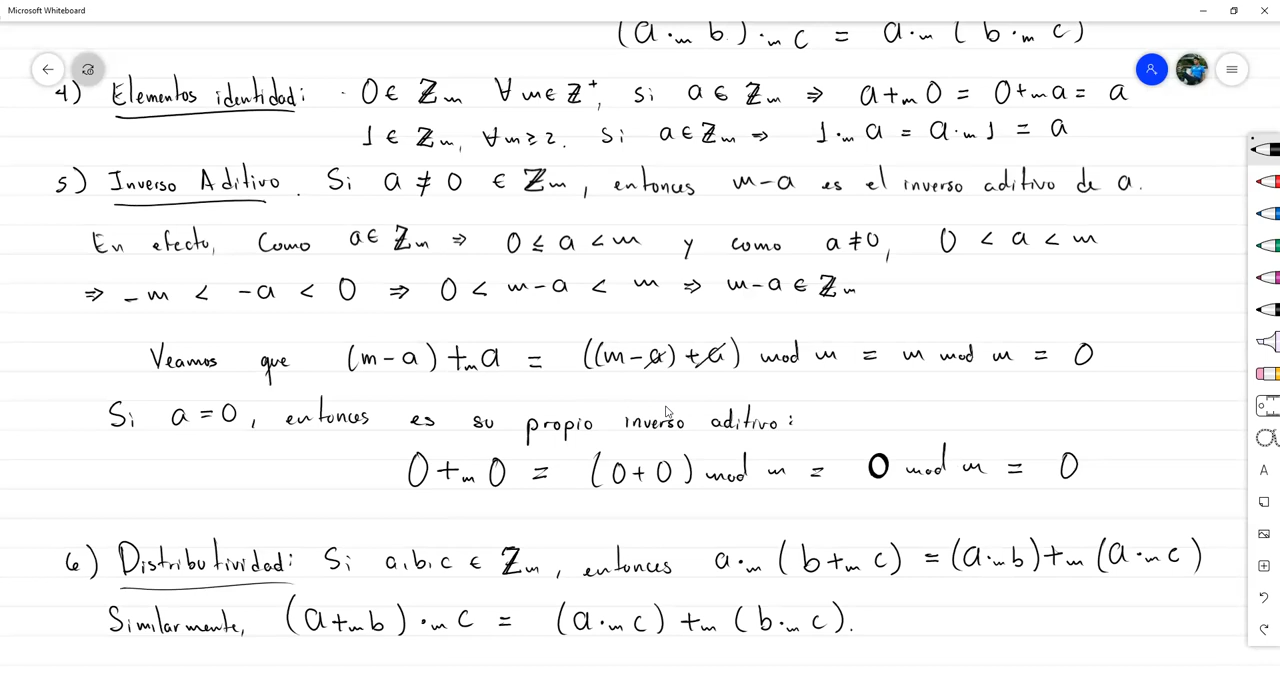 Microsoft Whiteboard
(a ·m b) ·m c = a ·m (b ·m c)
4) Elementos identidad: · 0 ∈ ℤm ∀m∈ℤ⁺, si a ∈ ℤm ⇒ a +m 0 = 0 +m a = a
1 ∈ ℤm, ∀m≥2. Si a∈ℤm ⇒ 1 ·m a = a ·m 1 = a
5) Inverso Aditivo. Si a ≠ 0 ∈ ℤm, entonces m-a es el inverso aditivo de a.
En efecto, Como a∈ℤm ⇒ 0 ≤ a < m y como a≠0, 0 < a < m
⇒ -m < -a < 0 ⇒ 0 < m-a < m ⇒ m-a ∈ ℤm
Veamos que (m-a) +m a = ((m-a)+a) mod m = m mod m = 0
Si a=0, entonces es su propio inverso aditivo:
0 +m 0 = (0+0) mod m = 0 mod m = 0
6) Distributividad: Si a,b,c ∈ ℤm, entonces a ·m (b +m c) = (a ·m b) +m (a ·m c)
Similarmente, (a +m b) ·m c = (a ·m c) +m (b ·m c).